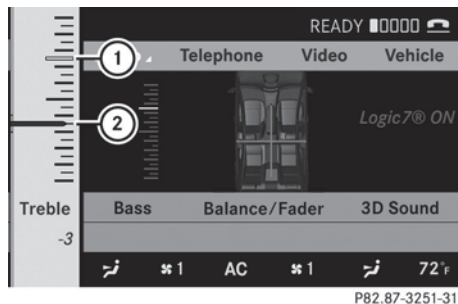 READY
1 Telephone Video Vehicle
2
Logic7® ON
Treble Bass Balance/Fader 3D Sound
-3
1 AC 1 72°F
P82.87-3251-31